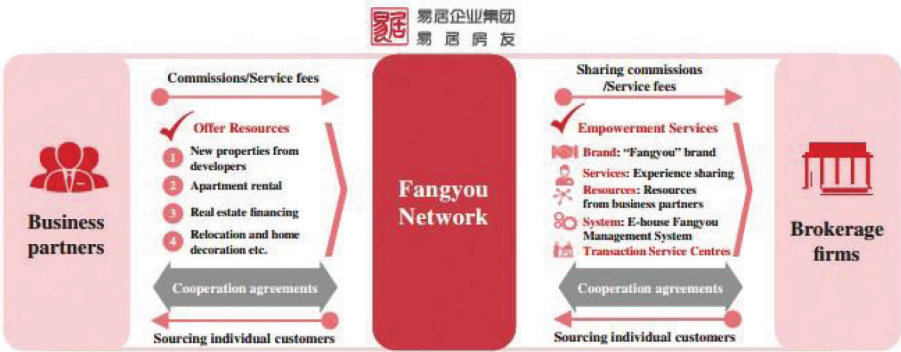 易居
易居企业集团
易居房友
Commissions/Service fees
Offer Resources
1 New properties from
developers
2 Apartment rental
3 Real estate financing
4 Relocation and home
decoration etc.
Cooperation agreements
Sourcing individual customers
Business
partners
Fangyou
Network
Sharing commissions
/Service fees
Empowerment Services
Brand: “Fangyou” brand
Services: Experience sharing
Resources: Resources
from business partners
System: E-house Fangyou
Management System
Transaction Service Centres
Cooperation agreements
Sourcing individual customers
Brokerage
firms